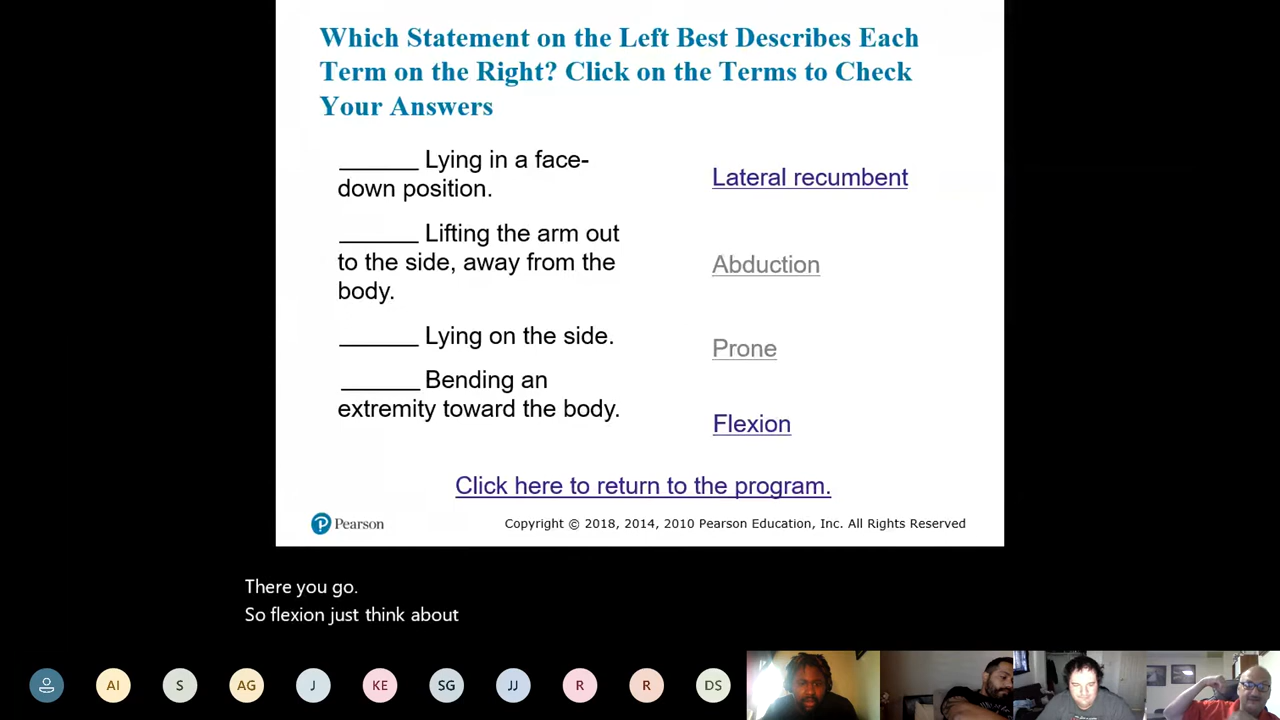 Which Statement on the Left Best Describes Each
Term on the Right? Click on the Terms to Check
Your Answers
______ Lying in a face-
down position.
______ Lifting the arm out
to the side, away from the
body.
______ Lying on the side.
______ Bending an
extremity toward the body.
Lateral recumbent
Abduction
Prone
Flexion
Click here to return to the program.
Pearson
Copyright © 2018, 2014, 2010 Pearson Education, Inc. All Rights Reserved
There you go.
So flexion just think about
AI
S
AG
J
KE
SG
JJ
R
R
DS